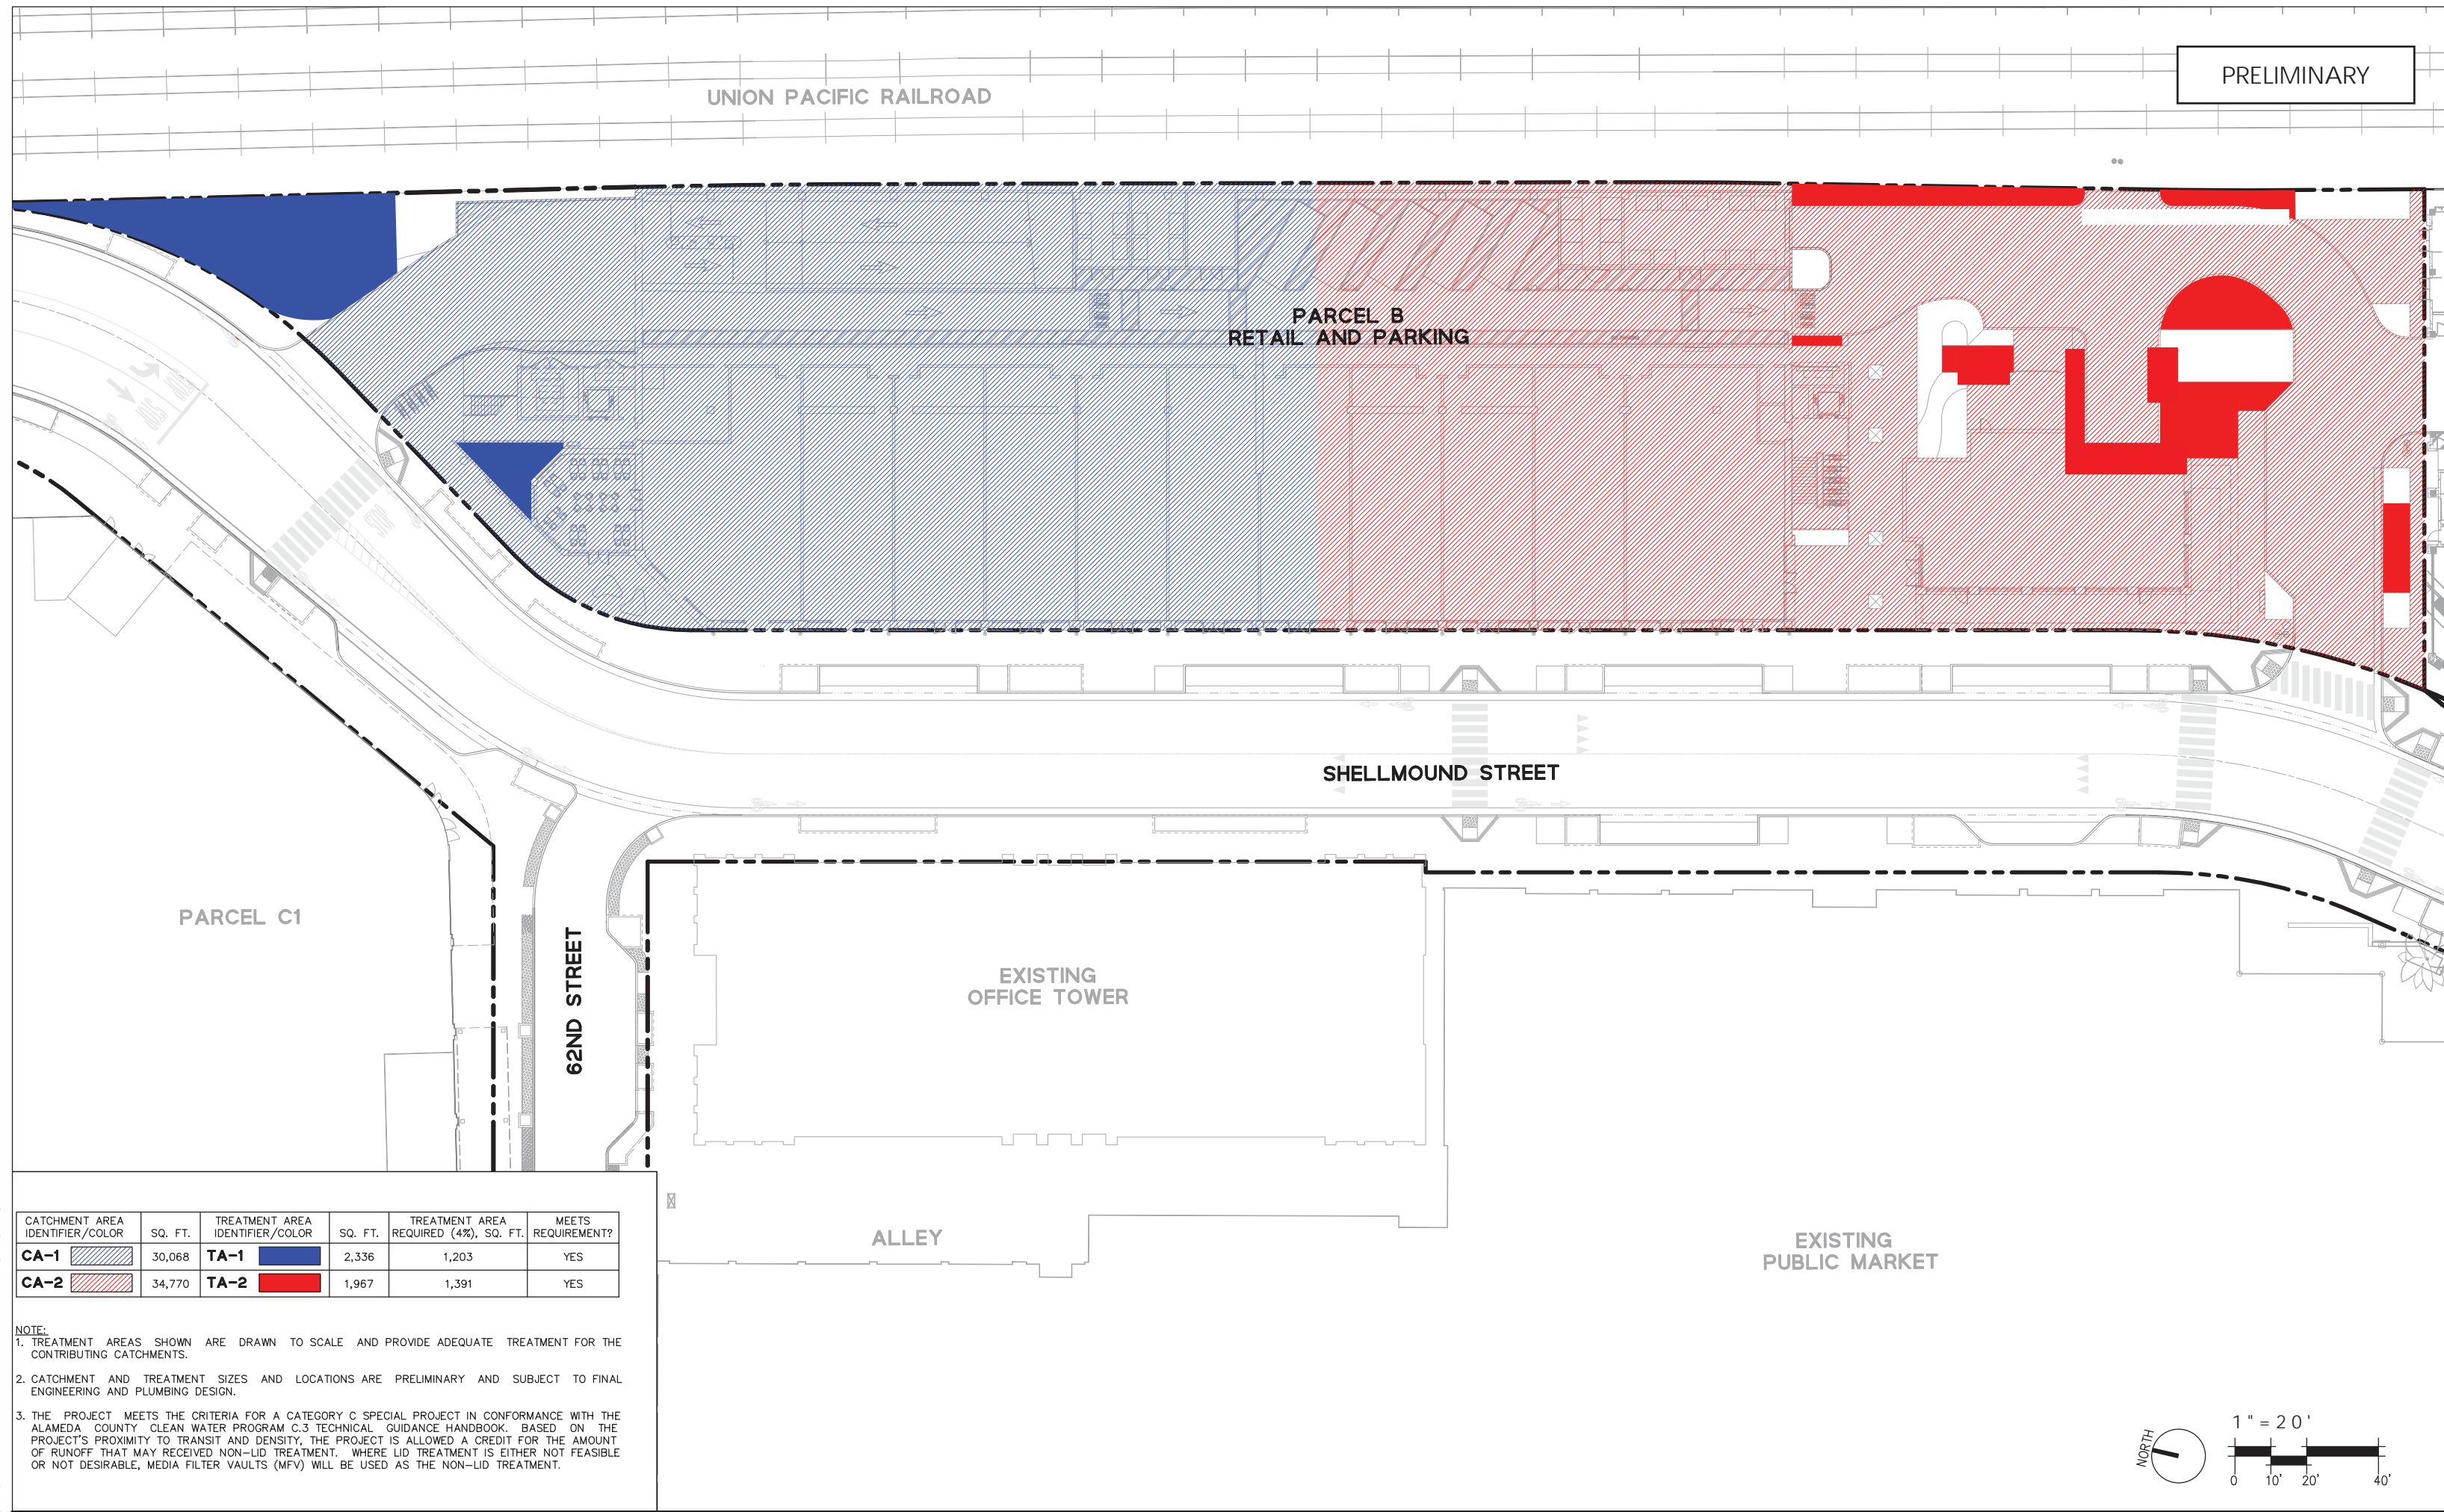 PRELIMINARY
UNION PACIFIC RAILROAD
PARCEL B
RETAIL AND PARKING
SHELLMOUND STREET
PARCEL C1
62ND STREET
EXISTING
OFFICE TOWER
ALLEY
EXISTING
PUBLIC MARKET
CATCHMENT AREA
IDENTIFIER/COLOR
SQ. FT.
TREATMENT AREA
IDENTIFIER/COLOR
SQ. FT.
TREATMENT AREA
REQUIRED (4%), SQ. FT.
MEETS
REQUIREMENT?
CA-1 30,068 TA-1 2,336 1,203 YES
CA-2 34,770 TA-2 1,967 1,391 YES
NOTE:
1. TREATMENT AREAS SHOWN ARE DRAWN TO SCALE AND PROVIDE ADEQUATE TREATMENT FOR THE
CONTRIBUTING CATCHMENTS.
2. CATCHMENT AND TREATMENT SIZES AND LOCATIONS ARE PRELIMINARY AND SUBJECT TO FINAL
ENGINEERING AND PLUMBING DESIGN.
3. THE PROJECT MEETS THE CRITERIA FOR A CATEGORY C SPECIAL PROJECT IN CONFORMANCE WITH THE
ALAMEDA COUNTY CLEAN WATER PROGRAM C.3 TECHNICAL GUIDANCE HANDBOOK. BASED ON THE
PROJECT'S PROXIMITY TO TRANSIT AND DENSITY, THE PROJECT IS ALLOWED A CREDIT FOR THE AMOUNT
OF RUNOFF THAT MAY RECEIVED NON-LID TREATMENT. WHERE LID TREATMENT IS EITHER NOT FEASIBLE
OR NOT DESIRABLE, MEDIA FILTER VAULTS (MFV) WILL BE USED AS THE NON-LID TREATMENT.
NORTH
1"=20'
0 10' 20' 40'